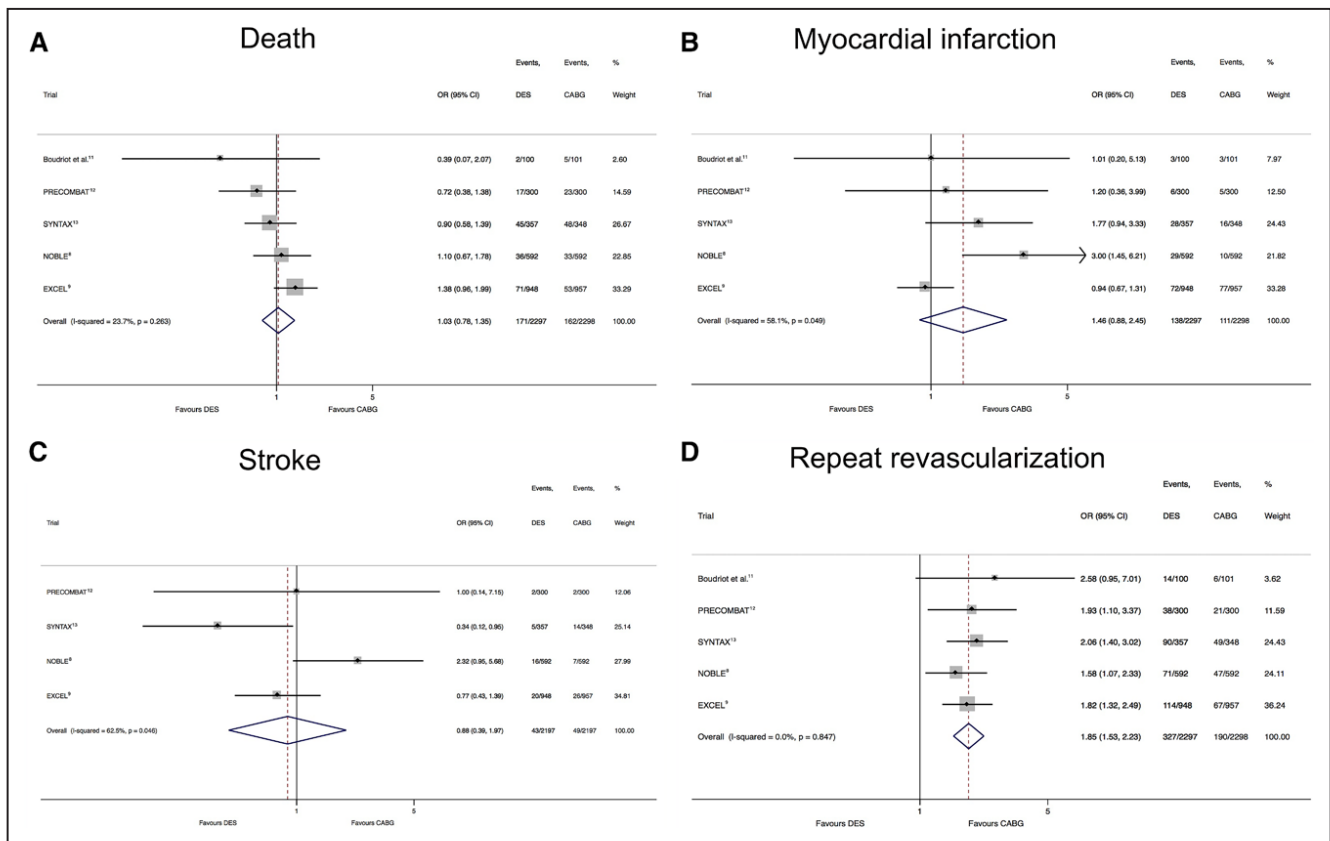 A Death
Events, Events, %
Trial OR (95% CI) DES CABG Weight
Boudriot et al.11 0.39 (0.07, 2.07) 2/100 5/101 2.60
PRECOMBAT12 0.72 (0.38, 1.38) 17/300 23/300 14.59
SYNTAX13 0.90 (0.58, 1.39) 45/357 48/348 26.67
NOBLE8 1.10 (0.67, 1.78) 36/592 33/592 22.85
EXCEL9 1.38 (0.96, 1.99) 71/948 53/957 33.29
Overall (I-squared = 23.7%, p = 0.263) 1.03 (0.78, 1.35) 171/2297 162/2298 100.00
1 5
Favours DES Favours CABG
B Myocardial infarction
Events, Events, %
Trial OR (95% CI) DES CABG Weight
Boudriot et al.11 1.01 (0.20, 5.13) 3/100 3/101 7.97
PRECOMBAT12 1.20 (0.36, 3.99) 6/300 5/300 12.50
SYNTAX13 1.77 (0.94, 3.33) 28/357 16/348 24.43
NOBLE8 3.00 (1.45, 6.21) 29/592 10/592 21.82
EXCEL9 0.94 (0.67, 1.31) 72/948 77/957 33.28
Overall (I-squared = 58.1%, p = 0.049) 1.46 (0.88, 2.45) 138/2297 111/2298 100.00
1 5
Favours DES Favours CABG
C Stroke
Events, Events, %
Trial OR (95% CI) DES CABG Weight
PRECOMBAT12 1.00 (0.14, 7.15) 2/300 2/300 12.06
SYNTAX13 0.34 (0.12, 0.95) 5/357 14/348 25.14
NOBLE8 2.32 (0.95, 5.68) 16/592 7/592 27.99
EXCEL9 0.77 (0.43, 1.39) 20/948 26/957 34.81
Overall (I-squared = 62.5%, p = 0.046) 0.88 (0.39, 1.97) 43/2197 49/2197 100.00
1 5
Favours DES Favours CABG
D Repeat revascularization
Events, Events, %
Trial OR (95% CI) DES CABG Weight
Boudriot et al.11 2.58 (0.95, 7.01) 14/100 6/101 3.62
PRECOMBAT12 1.93 (1.10, 3.37) 38/300 21/300 11.59
SYNTAX13 2.06 (1.40, 3.02) 90/357 49/348 24.43
NOBLE8 1.58 (1.07, 2.33) 71/592 47/592 24.11
EXCEL9 1.82 (1.32, 2.49) 114/948 67/957 36.24
Overall (I-squared = 0.0%, p = 0.847) 1.85 (1.53, 2.23) 327/2297 190/2298 100.00
1 5
Favours DES Favours CABG